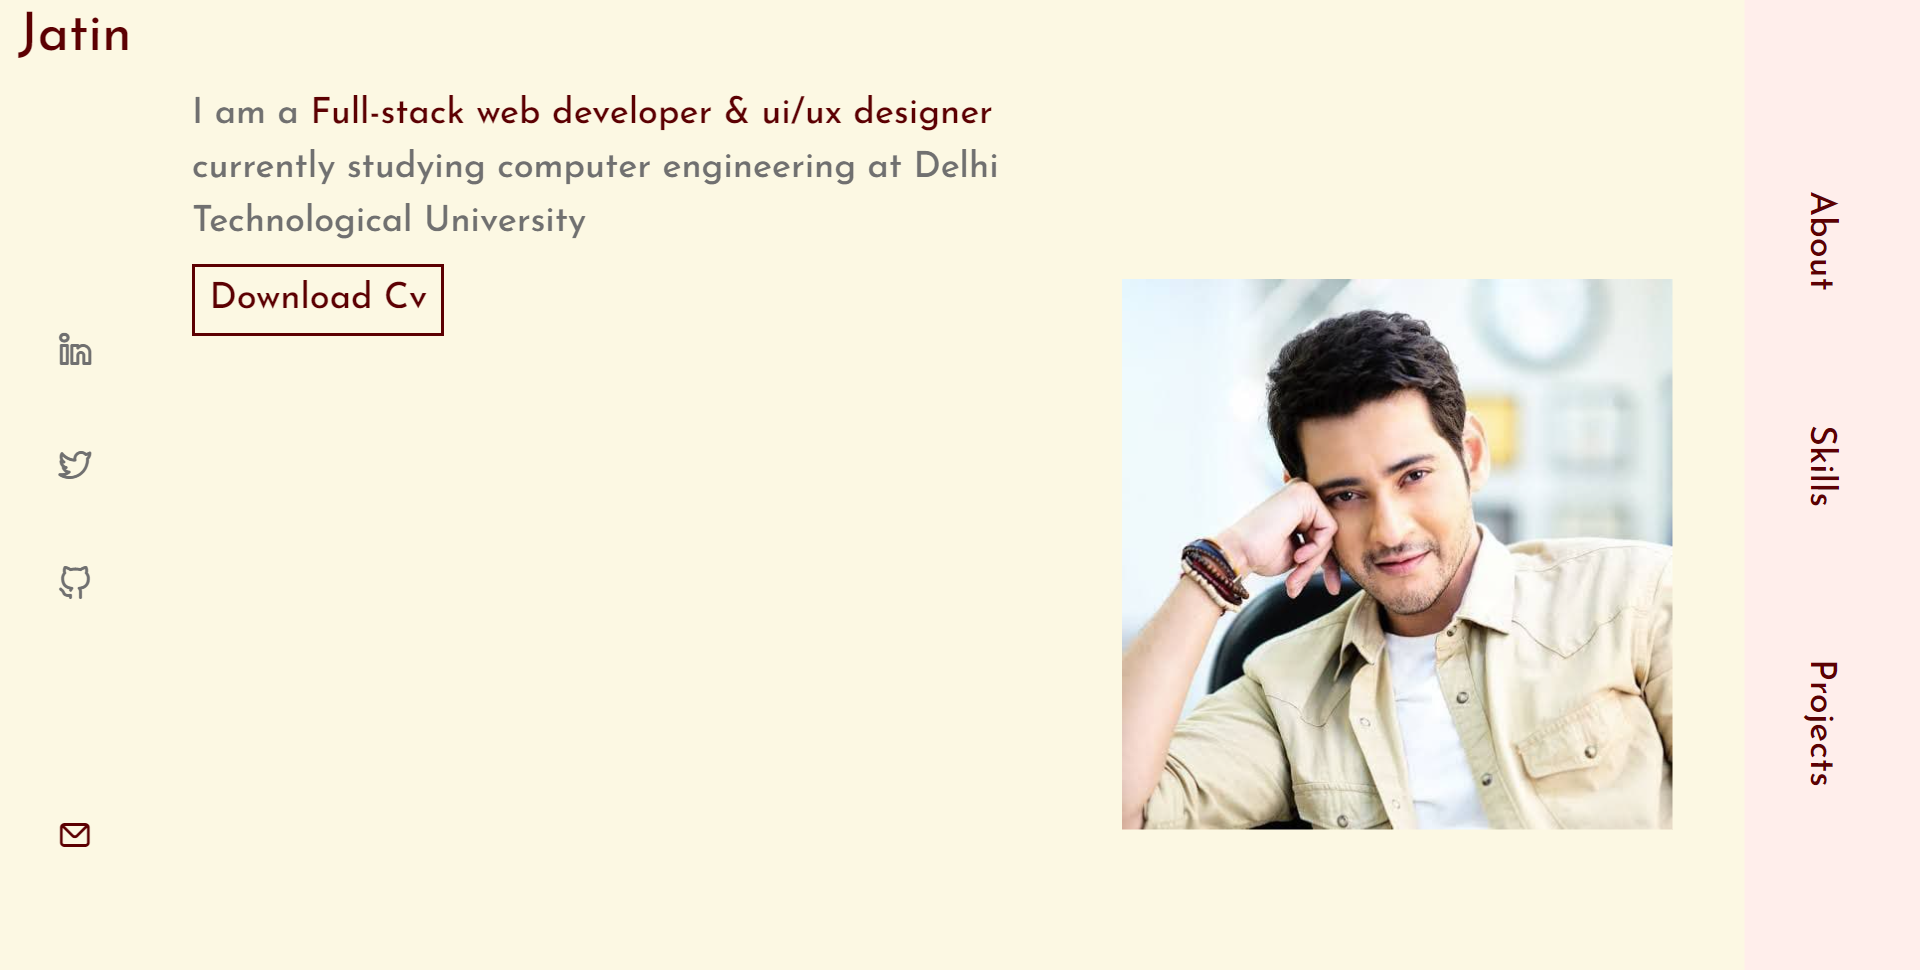 Jatin
I am a Full-stack web developer & ui/ux designer
currently studying computer engineering at Delhi
Technological University
Download Cv
About
Skills
Projects